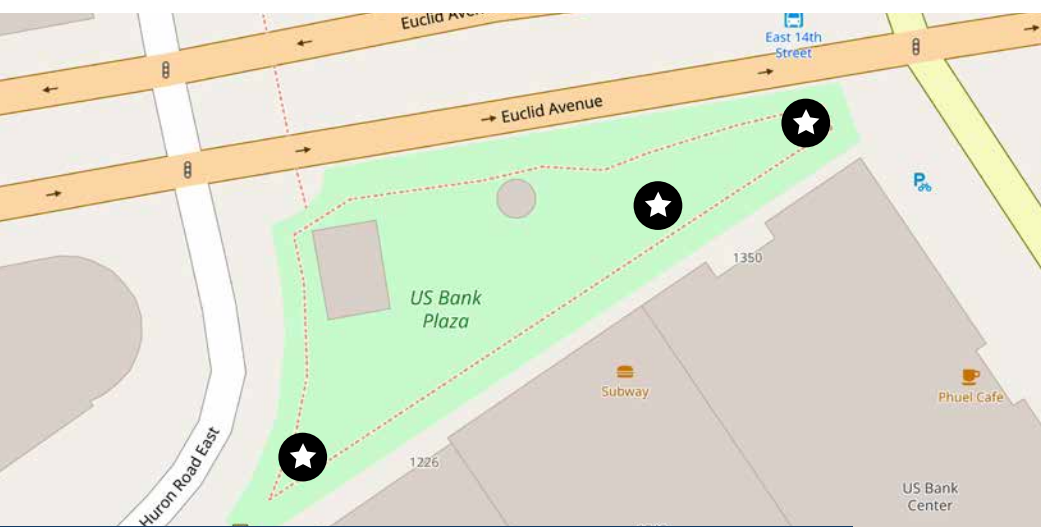 Euclid Aven
East 14th
Street
Euclid Avenue
1350
US Bank
Plaza
Subway
Phuel Cafe
Huron Road East
1226
US Bank
Center